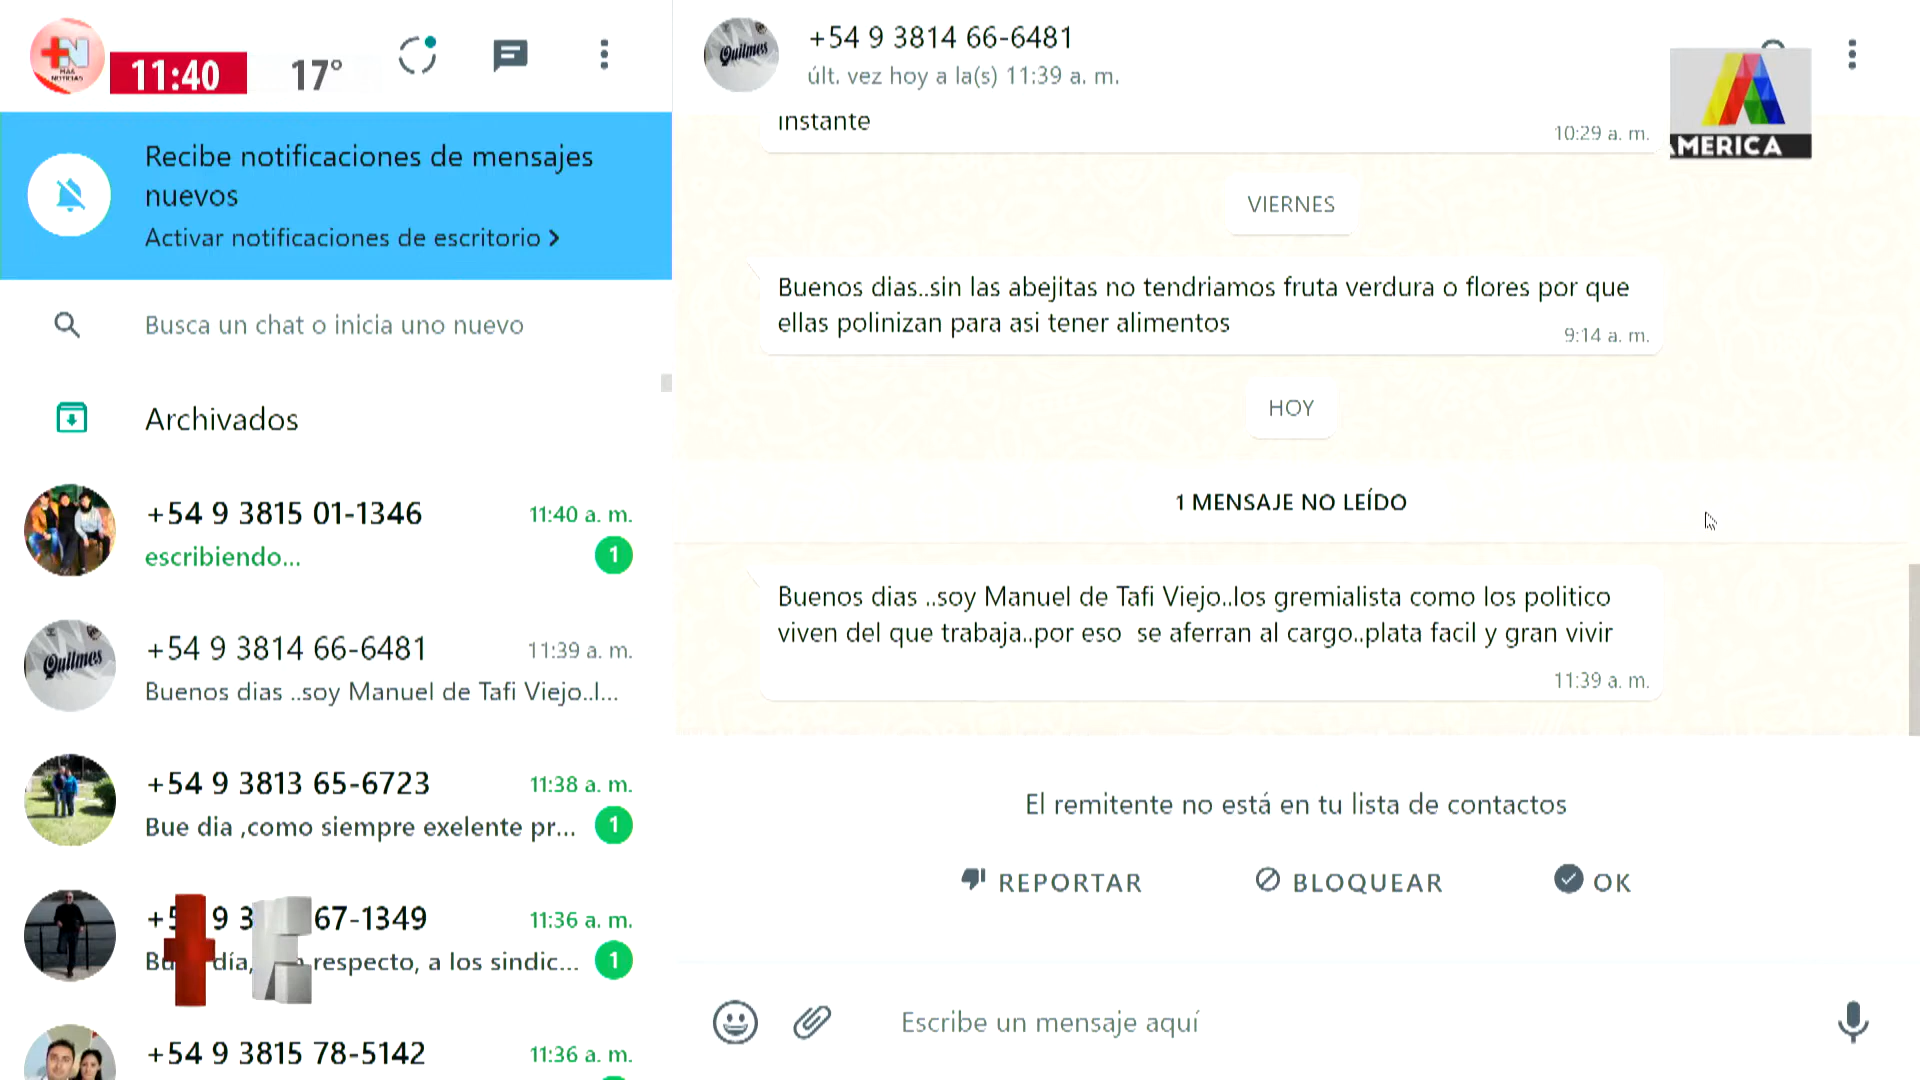 +N
MÁS
NOTICIAS
11:40
17°
Recibe notificaciones de mensajes
nuevos
Activar notificaciones de escritorio
Busca un chat o inicia uno nuevo
Archivados
+54 9 3815 01-1346
11:40 a. m.
escribiendo...
1
Quilmes
+54 9 3814 66-6481
11:39 a. m.
Buenos dias ..soy Manuel de Tafi Viejo..l...
+54 9 3813 65-6723
11:38 a. m.
Bue dia ,como siempre exelente pr...
1
9 3
67-1349
11:36 a. m.
día,
respecto, a los sindic...
1
+54 9 3815 78-5142
11:36 a. m.
Quilmes
+54 9 3814 66-6481
últ. vez hoy a la(s) 11:39 a. m.
AMERICA
instante
10:29 a. m.
VIERNES
Buenos dias..sin las abejitas no tendriamos fruta verdura o flores por que
ellas polinizan para asi tener alimentos
9:14 a. m.
HOY
1 MENSAJE NO LEÍDO
Buenos dias ..soy Manuel de Tafi Viejo..los gremialista como los politico
viven del que trabaja..por eso se aferran al cargo..plata facil y gran vivir
11:39 a. m.
El remitente no está en tu lista de contactos
REPORTAR
BLOQUEAR
OK
Escribe un mensaje aquí